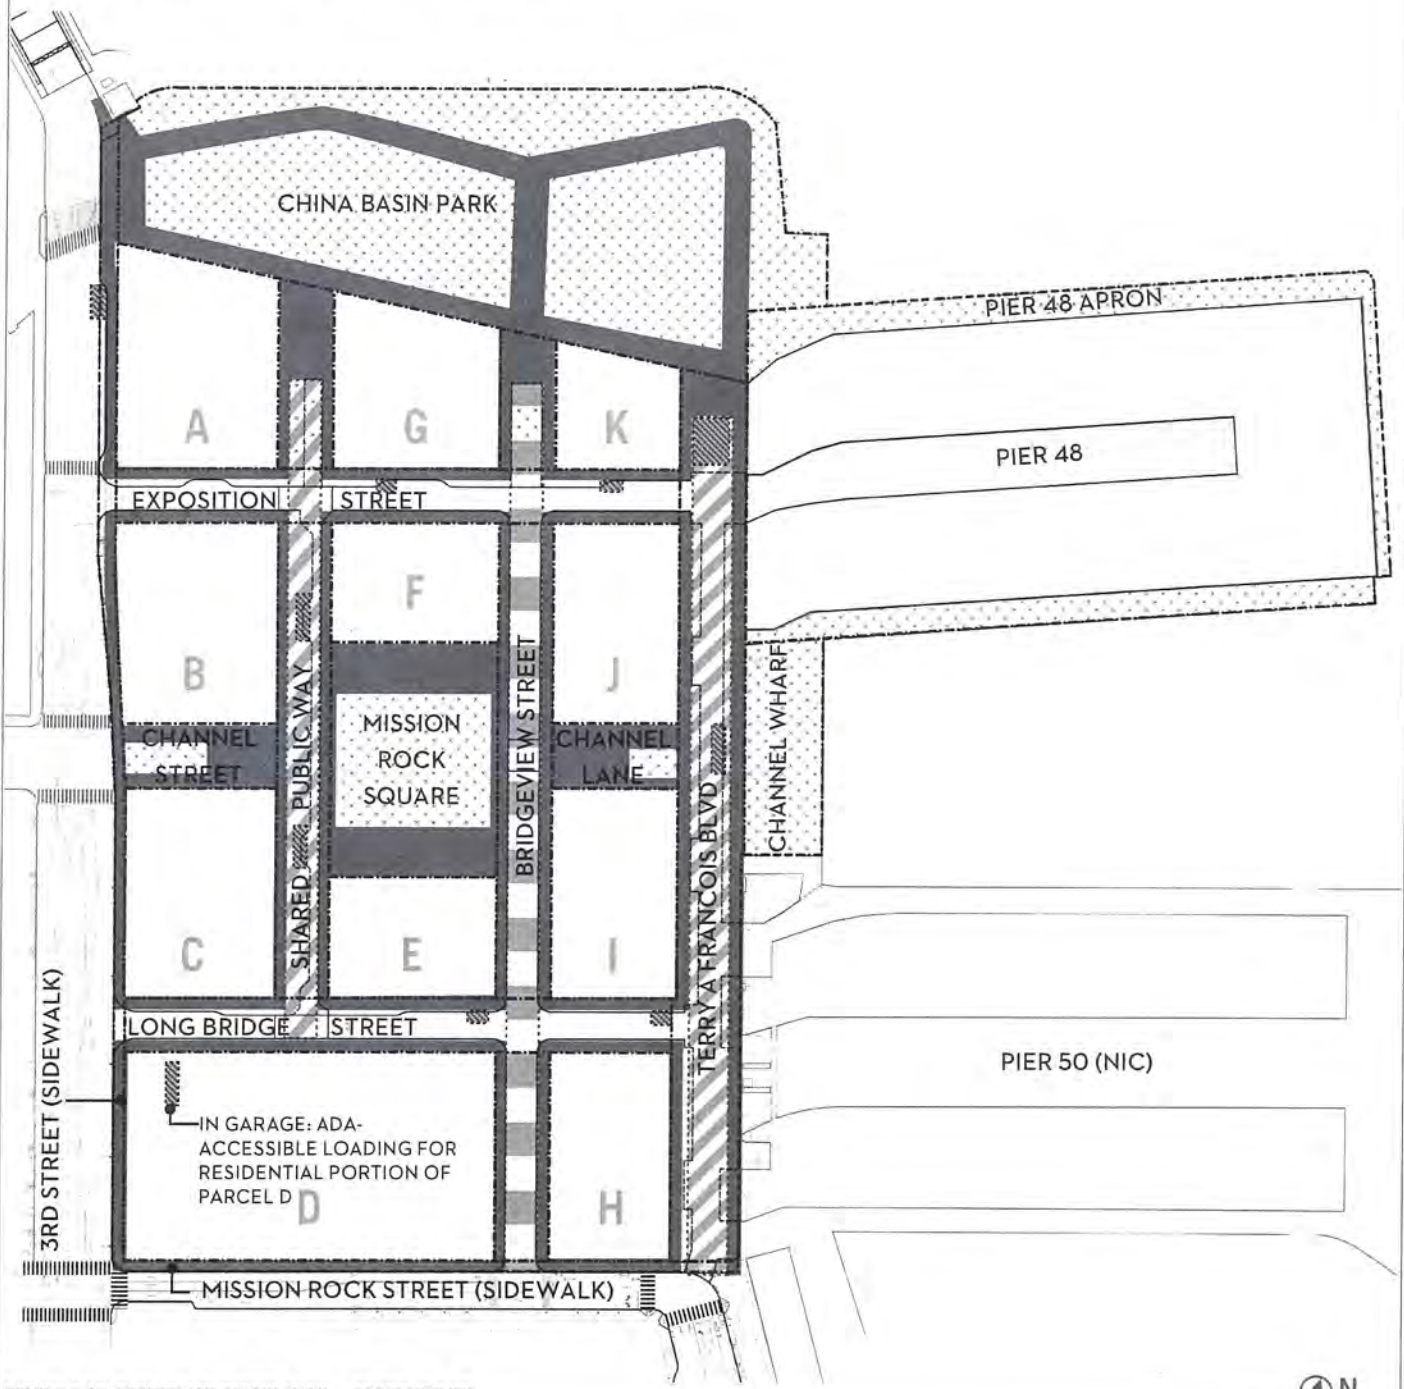 CHINA BASIN PARK
PIER 48 APRON
A
G
K
PIER 48
EXPOSITION STREET
F
B
J
SHARED PUBLIC WAY
BRIDGEVIEW STREET
CHANNEL WHARF
MISSION
ROCK
SQUARE
CHANNEL
STREET
CHANNEL
LANE
TERRY A FRANCOIS BLVD
C
E
I
LONG BRIDGE STREET
3RD STREET (SIDEWALK)
PIER 50 (NIC)
IN GARAGE: ADA-
ACCESSIBLE LOADING FOR
RESIDENTIAL PORTION OF
PARCEL D
D
H
MISSION ROCK STREET (SIDEWALK)
N